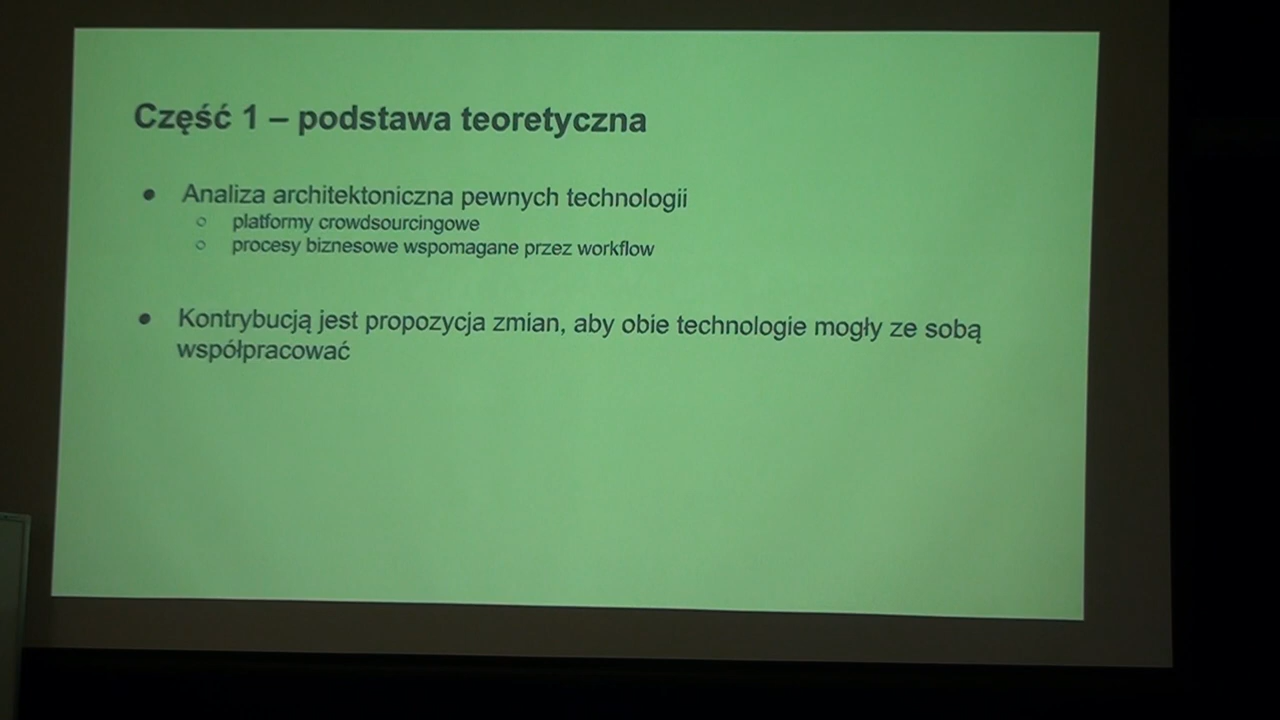 Część 1 – podstawa teoretyczna
● Analiza architektoniczna pewnych technologii
○ platformy crowdsourcingowe
○ procesy biznesowe wspomagane przez workflow
● Kontrybucją jest propozycja zmian, aby obie technologie mogły ze sobą
współpracować